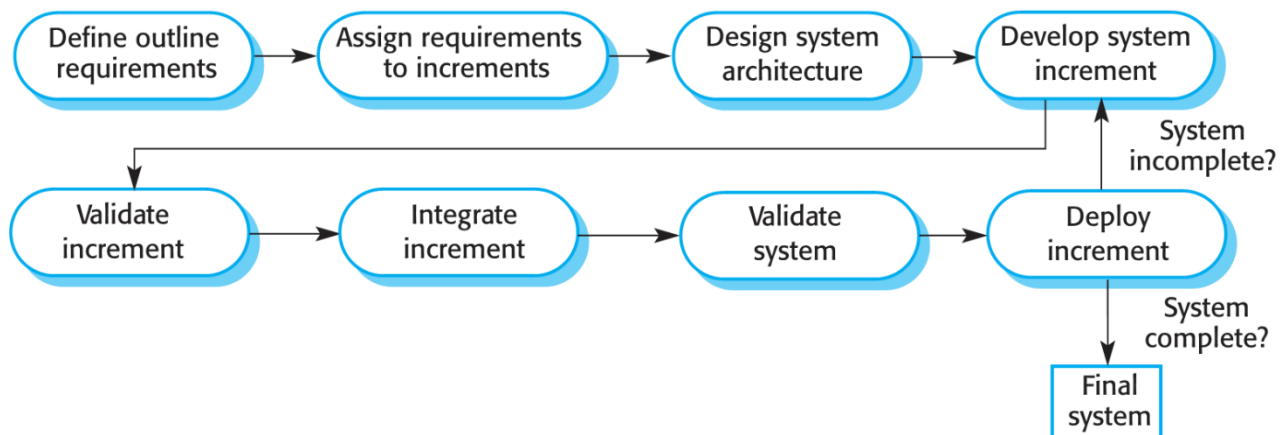 Define outline
requirements
Assign requirements
to increments
Design system
architecture
Develop system
increment
System
incomplete?
Validate
increment
Integrate
increment
Validate
system
Deploy
increment
System
complete?
Final
system